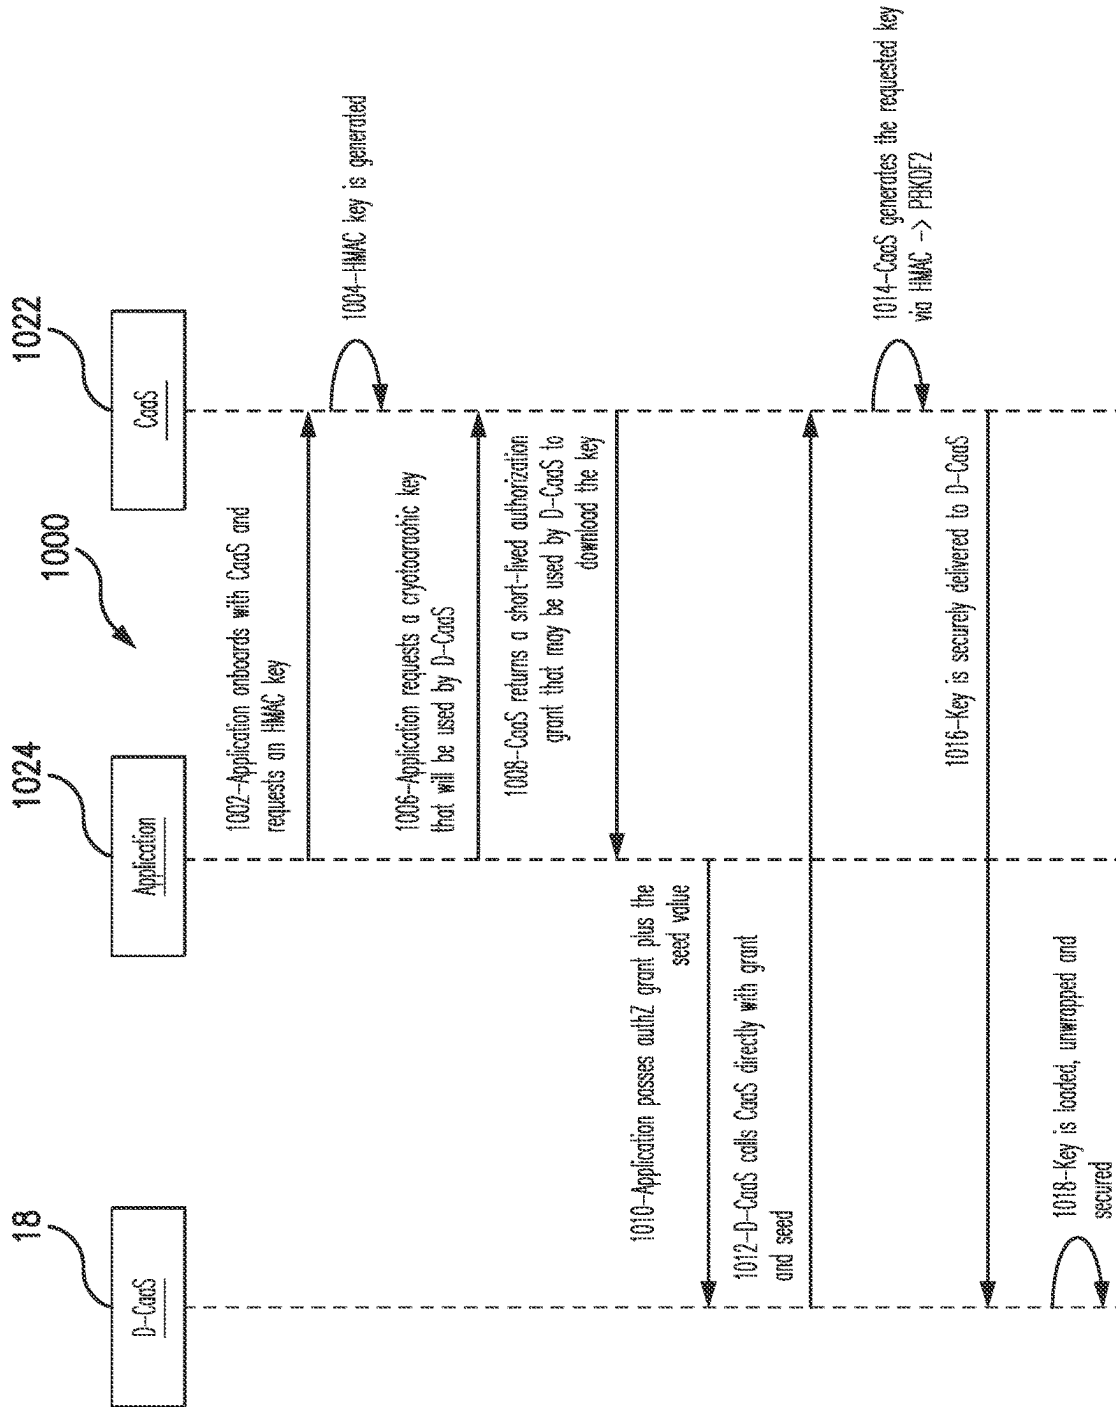 1000
18
1024
1022
D-CaaS
Application
CaaS
1002-Application onboards with CaaS and
requests an HMAC key
1004-HMAC key is generated
1006-Application requests a cryotoaraohic key
that will be used by D-CaaS
1008-CaaS returns a short-lived authorization
grant that may be used by D-CaaS to
download the key
1010-Application passes authZ grant plus the
seed value
1012-D-CaaS calls CaaS directly with grant
and seed
1014-CaaS generates the requested key
via HMAC -> PBKDF2
1016-Key is securely delivered to D-CaaS
1018-Key is loaded, unwrapped and
secured